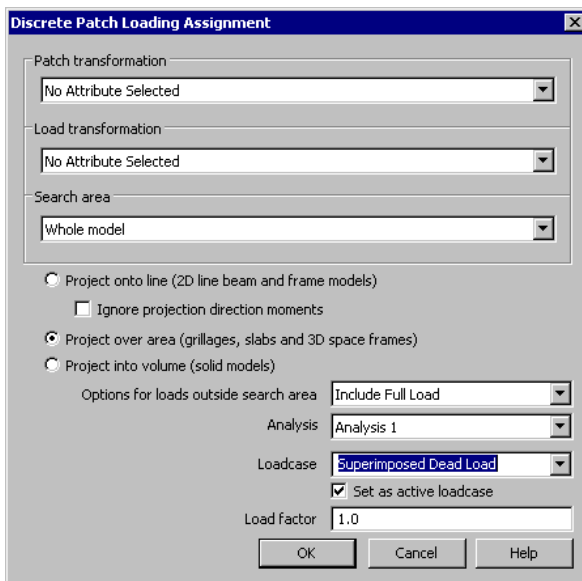 Discrete Patch Loading Assignment
Patch transformation
No Attribute Selected
Load transformation
No Attribute Selected
Search area
Whole model
Project onto line (2D line beam and frame models)
Ignore projection direction moments
Project over area (grillages, slabs and 3D space frames)
Project into volume (solid models)
Options for loads outside search area Include Full Load
Analysis Analysis 1
Loadcase Superimposed Dead Load
Set as active loadcase
Load factor 1.0
OK Cancel Help